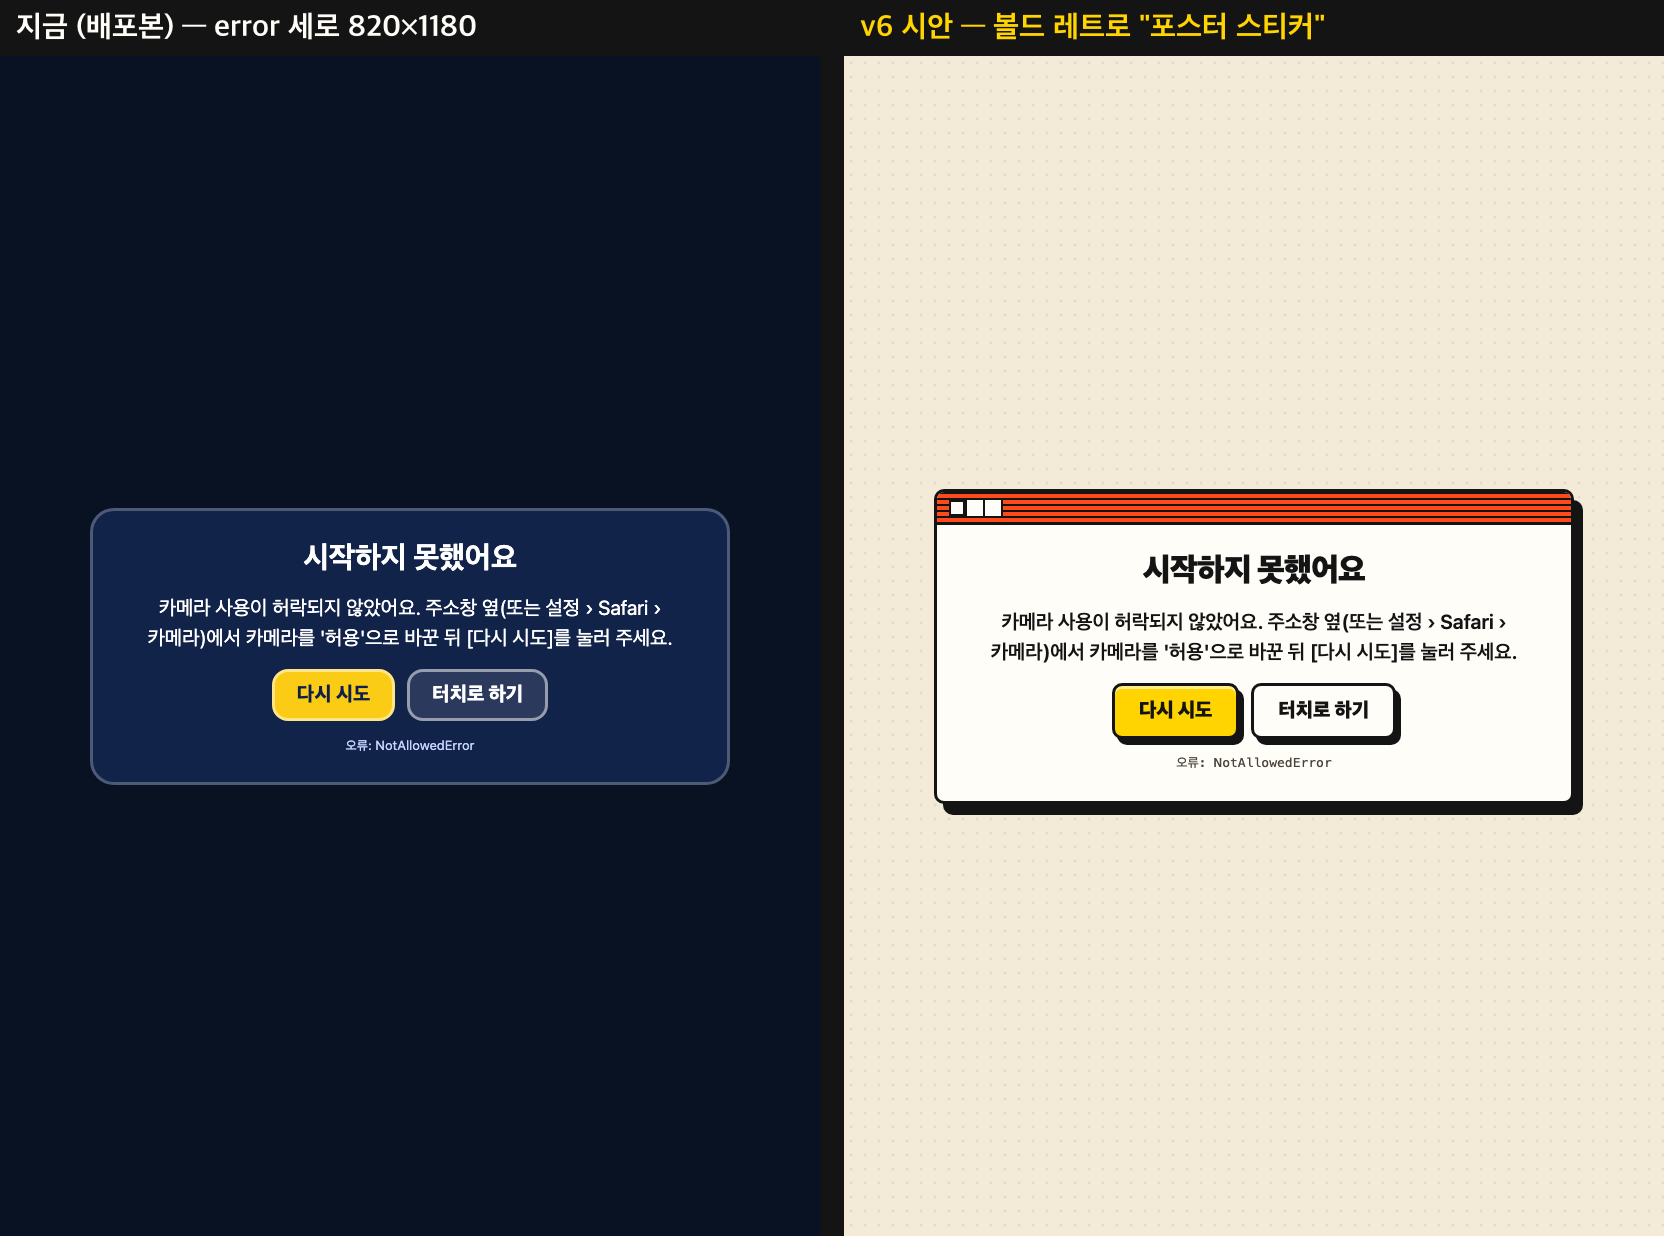 지금 (배포본) — error 세로 820×1180
시작하지 못했어요
카메라 사용이 허락되지 않았어요. 주소창 옆(또는 설정 › Safari ›
카메라)에서 카메라를 '허용'으로 바꾼 뒤 [다시 시도]를 눌러 주세요.
다시 시도
터치로 하기
오류: NotAllowedError
v6 시안 — 볼드 레트로 "포스터 스티커"
시작하지 못했어요
카메라 사용이 허락되지 않았어요. 주소창 옆(또는 설정 › Safari ›
카메라)에서 카메라를 '허용'으로 바꾼 뒤 [다시 시도]를 눌러 주세요.
다시 시도
터치로 하기
오류: NotAllowedError